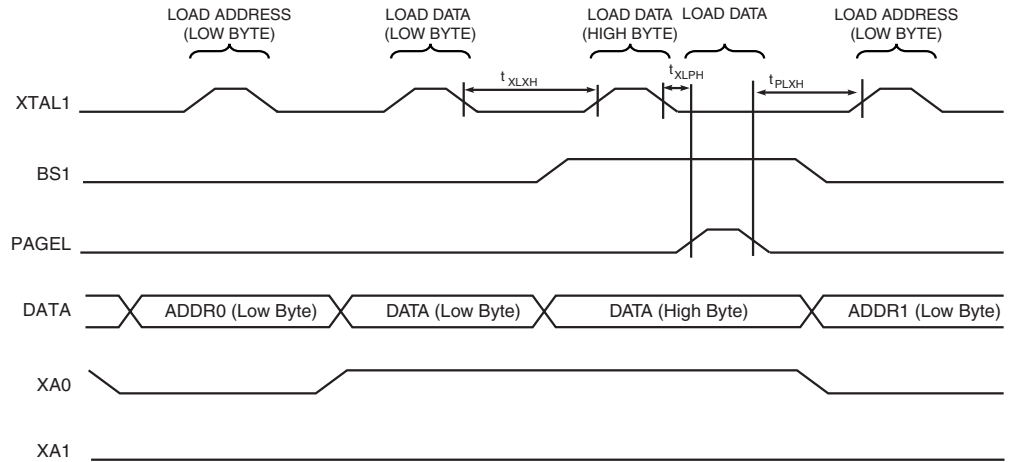 LOAD ADDRESS
(LOW BYTE)
LOAD DATA
(LOW BYTE)
LOAD DATA
(HIGH BYTE)
LOAD DATA
LOAD ADDRESS
(LOW BYTE)
t XLXH
tXLPH
tPLXH
XTAL1
BS1
PAGEL
DATA
ADDR0 (Low Byte)
DATA (Low Byte)
DATA (High Byte)
ADDR1 (Low Byte)
XA0
XA1